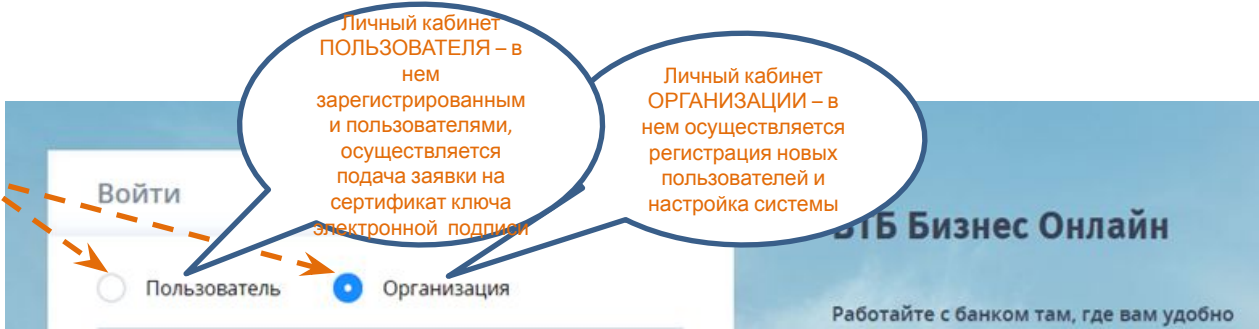 Личный кабинет
ПОЛЬЗОВАТЕЛЯ – в
нем
зарегистрированным
и пользователями,
осуществляется
подача заявки на
сертификат ключа
электронной подписи
Личный кабинет
ОРГАНИЗАЦИИ – в
нем осуществляется
регистрация новых
пользователей и
настройка системы
Войти
Пользователь
Организация
ВТБ Бизнес Онлайн
Работайте с банком там, где вам удобно